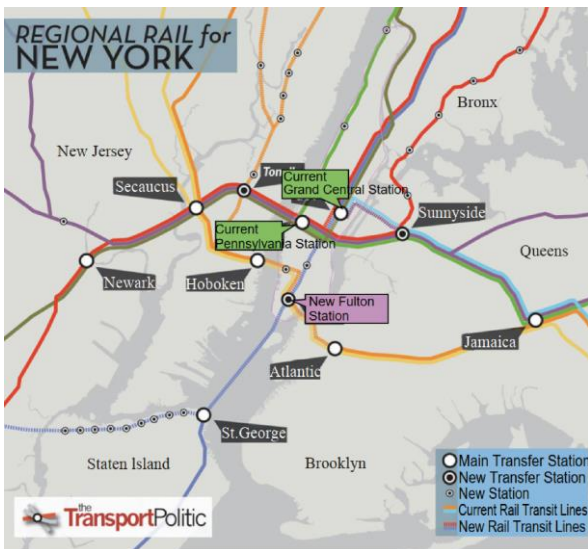 REGIONAL RAIL for
NEW YORK
Bronx
New Jersey
Current
Grand Central Station
Secaucus
Sunnyside
Current
Pennsylvania Station
Queens
Newark
Hoboken
New Fulton
Station
Jamaica
Atlantic
St.George
Staten Island
Brooklyn
Main Transfer Station
New Transfer Station
New Station
Current Rail Transit Lines
New Rail Transit Lines
the
TransportPolitic